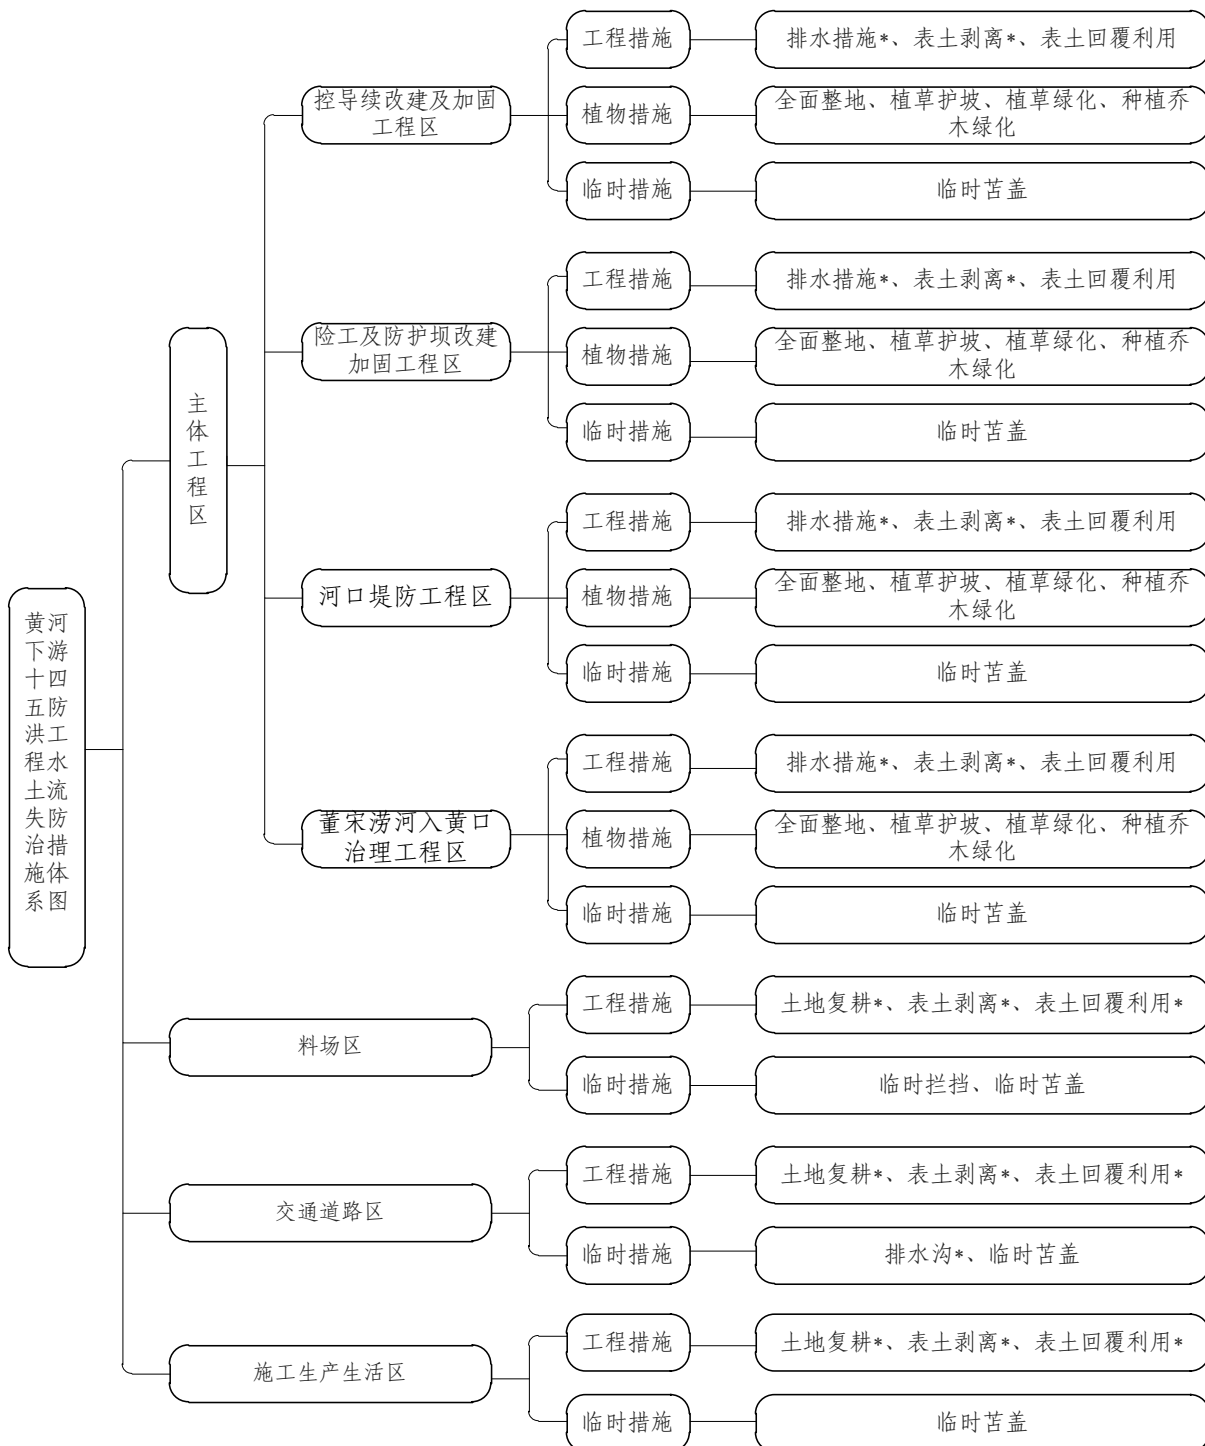 黄河
下游
十四
五防
洪工
程水
土流
失防
治措
施体
系图
主
体
工
程
区
控导续改建及加固
工程区
工程措施
排水措施*、表土剥离*、表土回覆利用
植物措施
全面整地、植草护坡、植草绿化、种植乔
木绿化
临时措施
临时苫盖
险工及防护坝改建
加固工程区
工程措施
排水措施*、表土剥离*、表土回覆利用
植物措施
全面整地、植草护坡、植草绿化、种植乔
木绿化
临时措施
临时苫盖
河口堤防工程区
工程措施
排水措施*、表土剥离*、表土回覆利用
植物措施
全面整地、植草护坡、植草绿化、种植乔
木绿化
临时措施
临时苫盖
董宋涝河入黄口
治理工程区
工程措施
排水措施*、表土剥离*、表土回覆利用
植物措施
全面整地、植草护坡、植草绿化、种植乔
木绿化
临时措施
临时苫盖
料场区
工程措施
土地复耕*、表土剥离*、表土回覆利用*
临时措施
临时拦挡、临时苫盖
交通道路区
工程措施
土地复耕*、表土剥离*、表土回覆利用*
临时措施
排水沟*、临时苫盖
施工生产生活区
工程措施
土地复耕*、表土剥离*、表土回覆利用*
临时措施
临时苫盖